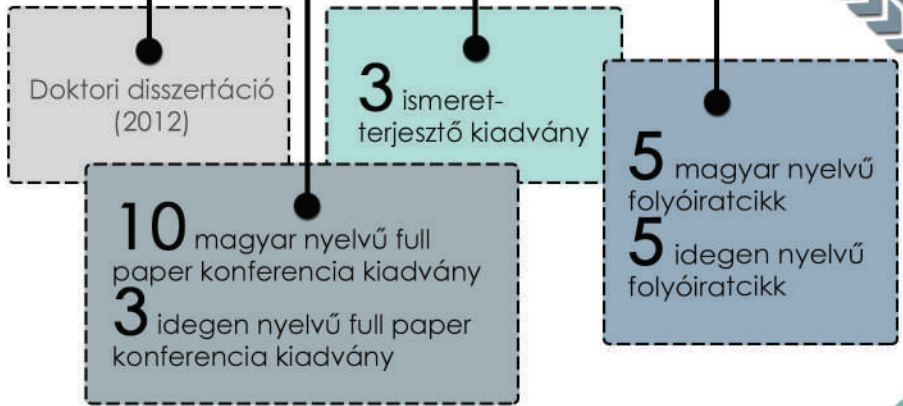 Doktori disszertáció
(2012)
3 ismeret-
terjesztő kiadvány
10 magyar nyelvű full
paper konferencia kiadvány
3 idegen nyelvű full paper
konferencia kiadvány
5 magyar nyelvű
folyóiratcikk
5 idegen nyelvű
folyóiratcikk